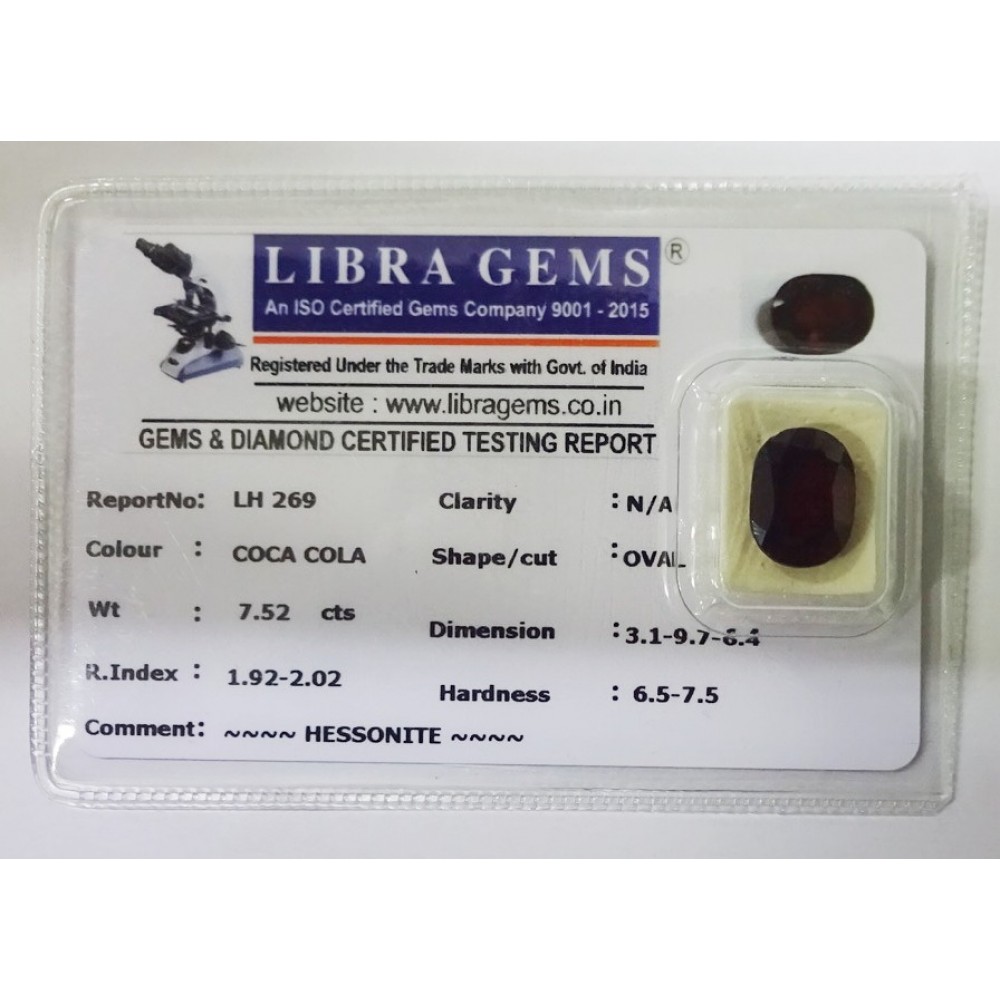 LIBRA GEMS ®
An ISO Certified Gems Company 9001 - 2015
Registered Under the Trade Marks with Govt. of India
website : www.libragems.co.in
GEMS & DIAMOND CERTIFIED TESTING REPORT
ReportNo: LH 269 Clarity : N/A
Colour : COCA COLA Shape/cut : OVAL
Wt : 7.52 cts Dimension : 3.1-9.7-6.4
R.Index : 1.92-2.02 Hardness : 6.5-7.5
Comment: ~~~~ HESSONITE ~~~~